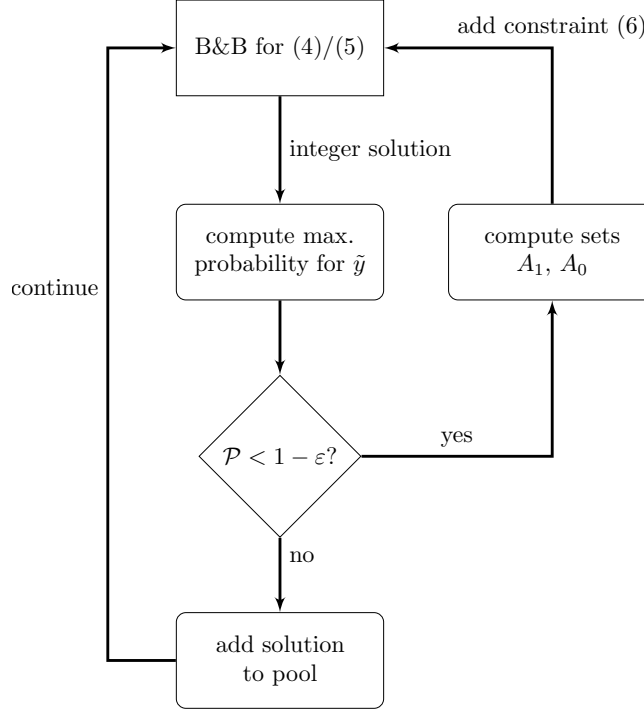 add constraint (6)
B&B for (4)/(5)
integer solution
compute max.
probability for ỹ
compute sets
A₁, A₀
continue
yes
𝒫 < 1 − ε?
no
add solution
to pool